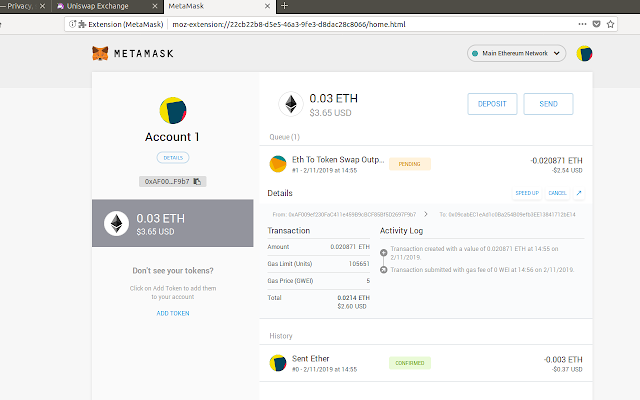 — Privacy,
Uniswap Exchange
MetaMask
Extension (MetaMask)
moz-extension://22cb22b8-d5e5-46a3-9fe3-d8dac28c8066/home.html
METAMASK
Main Ethereum Network
Account 1
DETAILS
0xAF00...F9b7
0.03 ETH
$3.65 USD
Don't see your tokens?
Click on Add Token to add them
to your account
ADD TOKEN
0.03 ETH
$3.65 USD
DEPOSIT
SEND
Queue (1)
Eth To Token Swap Outp...
#1 - 2/11/2019 at 14:55
PENDING
-0.020871 ETH
-$2.54 USD
Details
SPEED UP
CANCEL
From:
To:
Transaction
Amount 0.020871 ETH
Gas Limit (Units) 105651
Gas Price (GWEI) 5
Total 0.0214 ETH
$2.60 USD
Activity Log
Transaction created with a value of 0.020871 ETH at 14:55 on
2/11/2019.
Transaction submitted with gas fee of 0 WEI at 14:56 on 2/11/2019.
History
Sent Ether
#0 - 2/11/2019 at 14:55
CONFIRMED
-0.003 ETH
-$0.37 USD